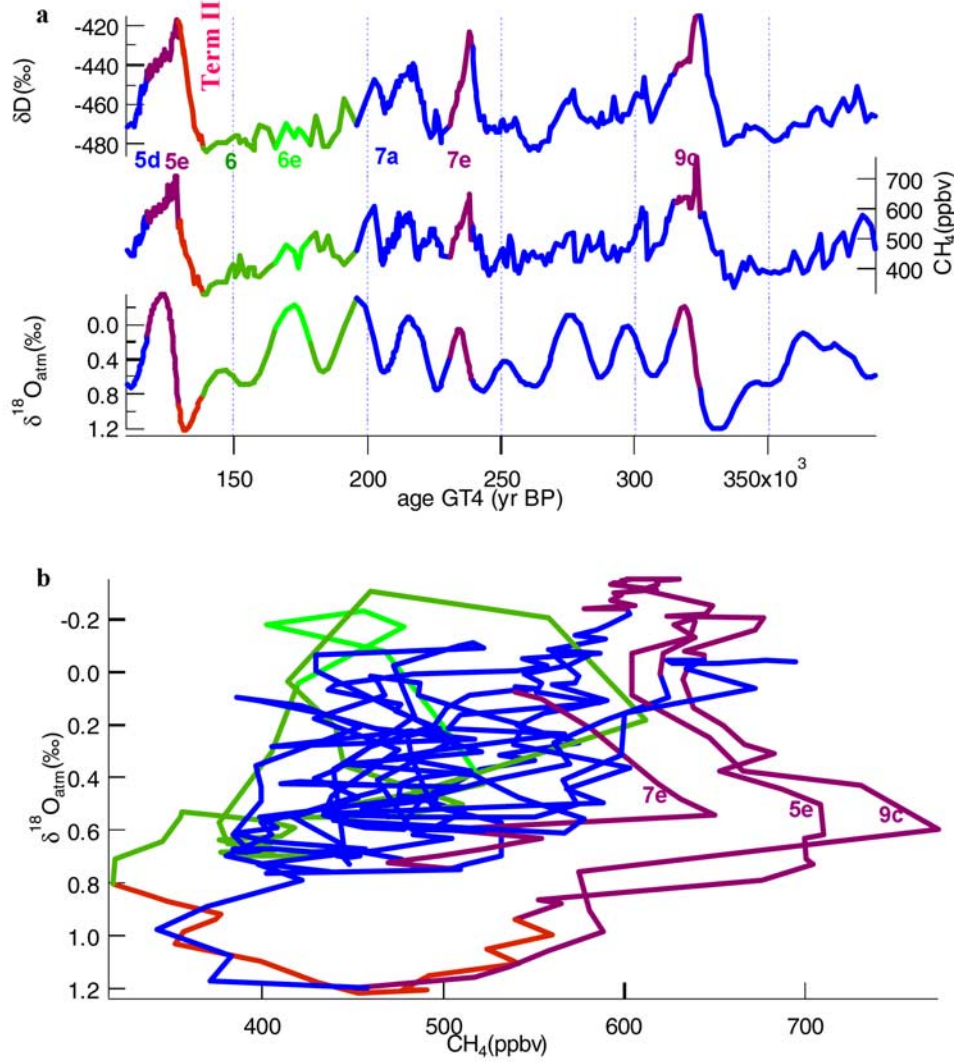 a
Term II
δD(‰)
-420
-440
-460
-480
5d 5e 6 6e 7a 7e 9c
CH4(ppbv)
700
600
500
400
δ18Oatm(‰)
0.0
0.4
0.8
1.2
150 200 250 300 350x10³
age GT4 (yr BP)
b
δ18Oatm(‰)
-0.2
0.0
0.2
0.4
0.6
0.8
1.0
1.2
7e 5e 9c
400 500 600 700
CH4(ppbv)